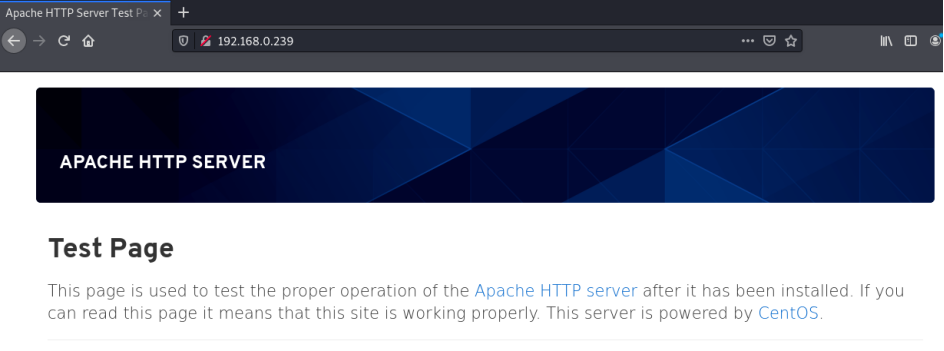 Apache HTTP Server Test Pa
192.168.0.239
APACHE HTTP SERVER
Test Page
This page is used to test the proper operation of the Apache HTTP server after it has been installed. If you
can read this page it means that this site is working properly. This server is powered by CentOS.